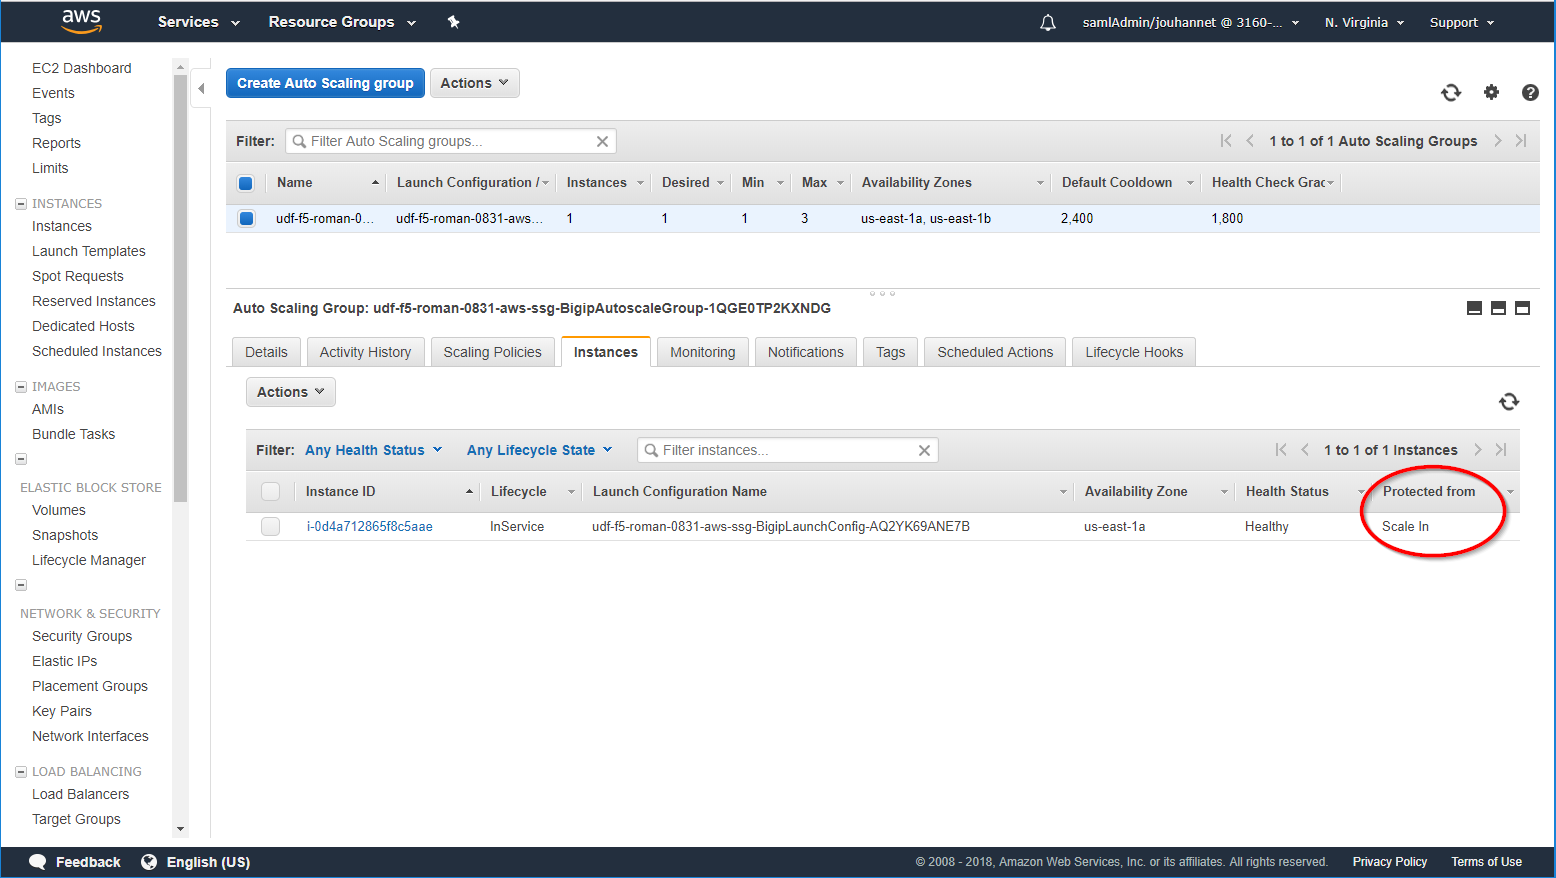 aws Services Resource Groups samlAdmin/jouhannet @ 3160-... N. Virginia Support
EC2 Dashboard
Events
Tags
Reports
Limits
INSTANCES
Instances
Launch Templates
Spot Requests
Reserved Instances
Dedicated Hosts
Scheduled Instances
IMAGES
AMIs
Bundle Tasks
ELASTIC BLOCK STORE
Volumes
Snapshots
Lifecycle Manager
NETWORK & SECURITY
Security Groups
Elastic IPs
Placement Groups
Key Pairs
Network Interfaces
LOAD BALANCING
Load Balancers
Target Groups
Create Auto Scaling group Actions
Filter: Filter Auto Scaling groups... 1 to 1 of 1 Auto Scaling Groups
Name Launch Configuration / Instances Desired Min Max Availability Zones Default Cooldown Health Check Grac
udf-f5-roman-0... udf-f5-roman-0831-aws... 1 1 1 3 us-east-1a, us-east-1b 2,400 1,800
Auto Scaling Group: udf-f5-roman-0831-aws-ssg-BigipAutoscaleGroup-1QGE0TP2KXNDG
Details Activity History Scaling Policies Instances Monitoring Notifications Tags Scheduled Actions Lifecycle Hooks
Actions
Filter: Any Health Status Any Lifecycle State Filter instances... 1 to 1 of 1 Instances
Instance ID Lifecycle Launch Configuration Name Availability Zone Health Status Protected from
i-0d4a712865f8c5aae InService udf-f5-roman-0831-aws-ssg-BigipLaunchConfig-AQ2YK69ANE7B us-east-1a Healthy Scale In
Feedback English (US) © 2008 - 2018, Amazon Web Services, Inc. or its affiliates. All rights reserved. Privacy Policy Terms of Use